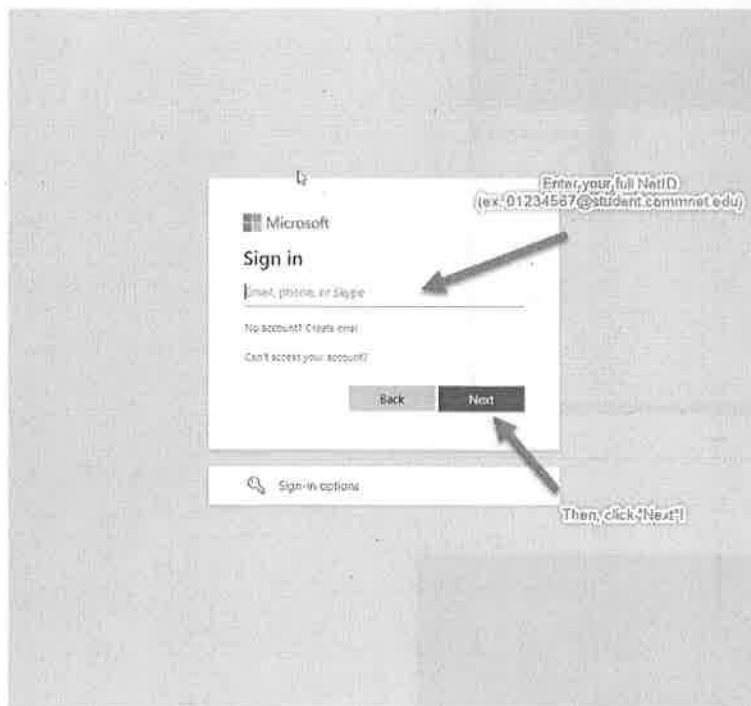 Enter your full NetID
(ex. 01234567@student.commnet.edu)
Microsoft
Sign in
Email, phone, or Skype
No account? Create one!
Can't access your account?
Back
Next
Sign-in options
Then, click "Next"!